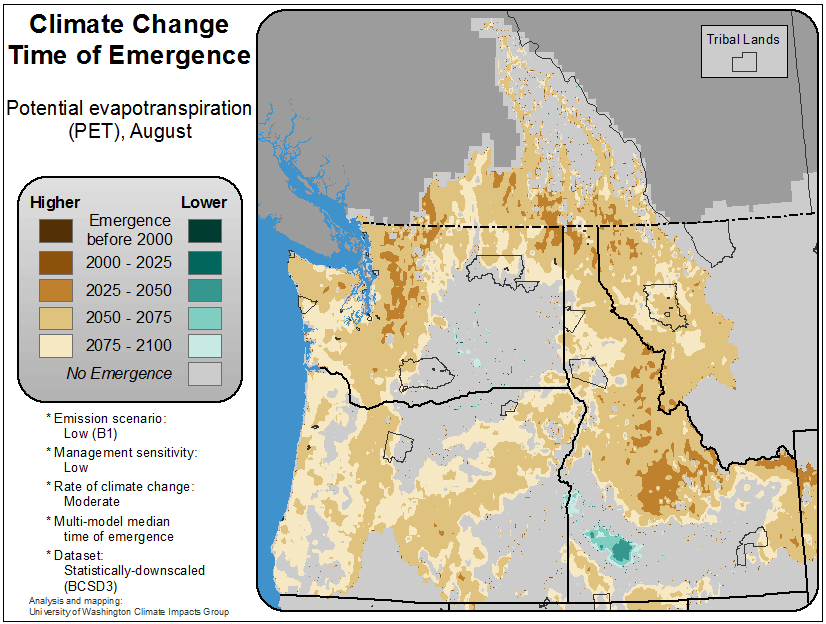 Climate Change
Time of Emergence
Potential evapotranspiration
(PET), August
Higher Lower
Emergence
before 2000
2000 - 2025
2025 - 2050
2050 - 2075
2075 - 2100
No Emergence
* Emission scenario:
Low (B1)
* Management sensitivity:
Low
* Rate of climate change:
Moderate
* Multi-model median
time of emergence
* Dataset:
Statistically-downscaled
(BCSD3)
Analysis and mapping:
University of Washington Climate Impacts Group
Tribal Lands